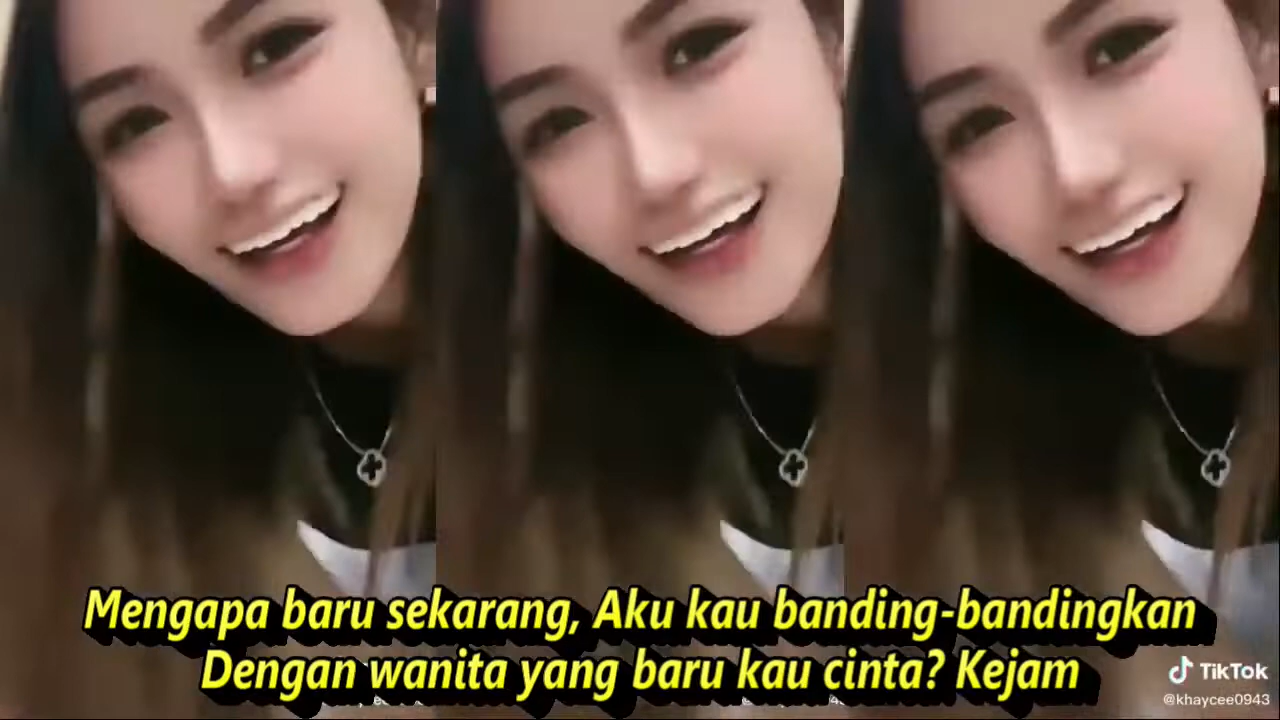 Mengapa baru sekarang, Aku kau banding-bandingkan
Dengan wanita yang baru kau cinta? Kejam
TikTok
@khaycee0943